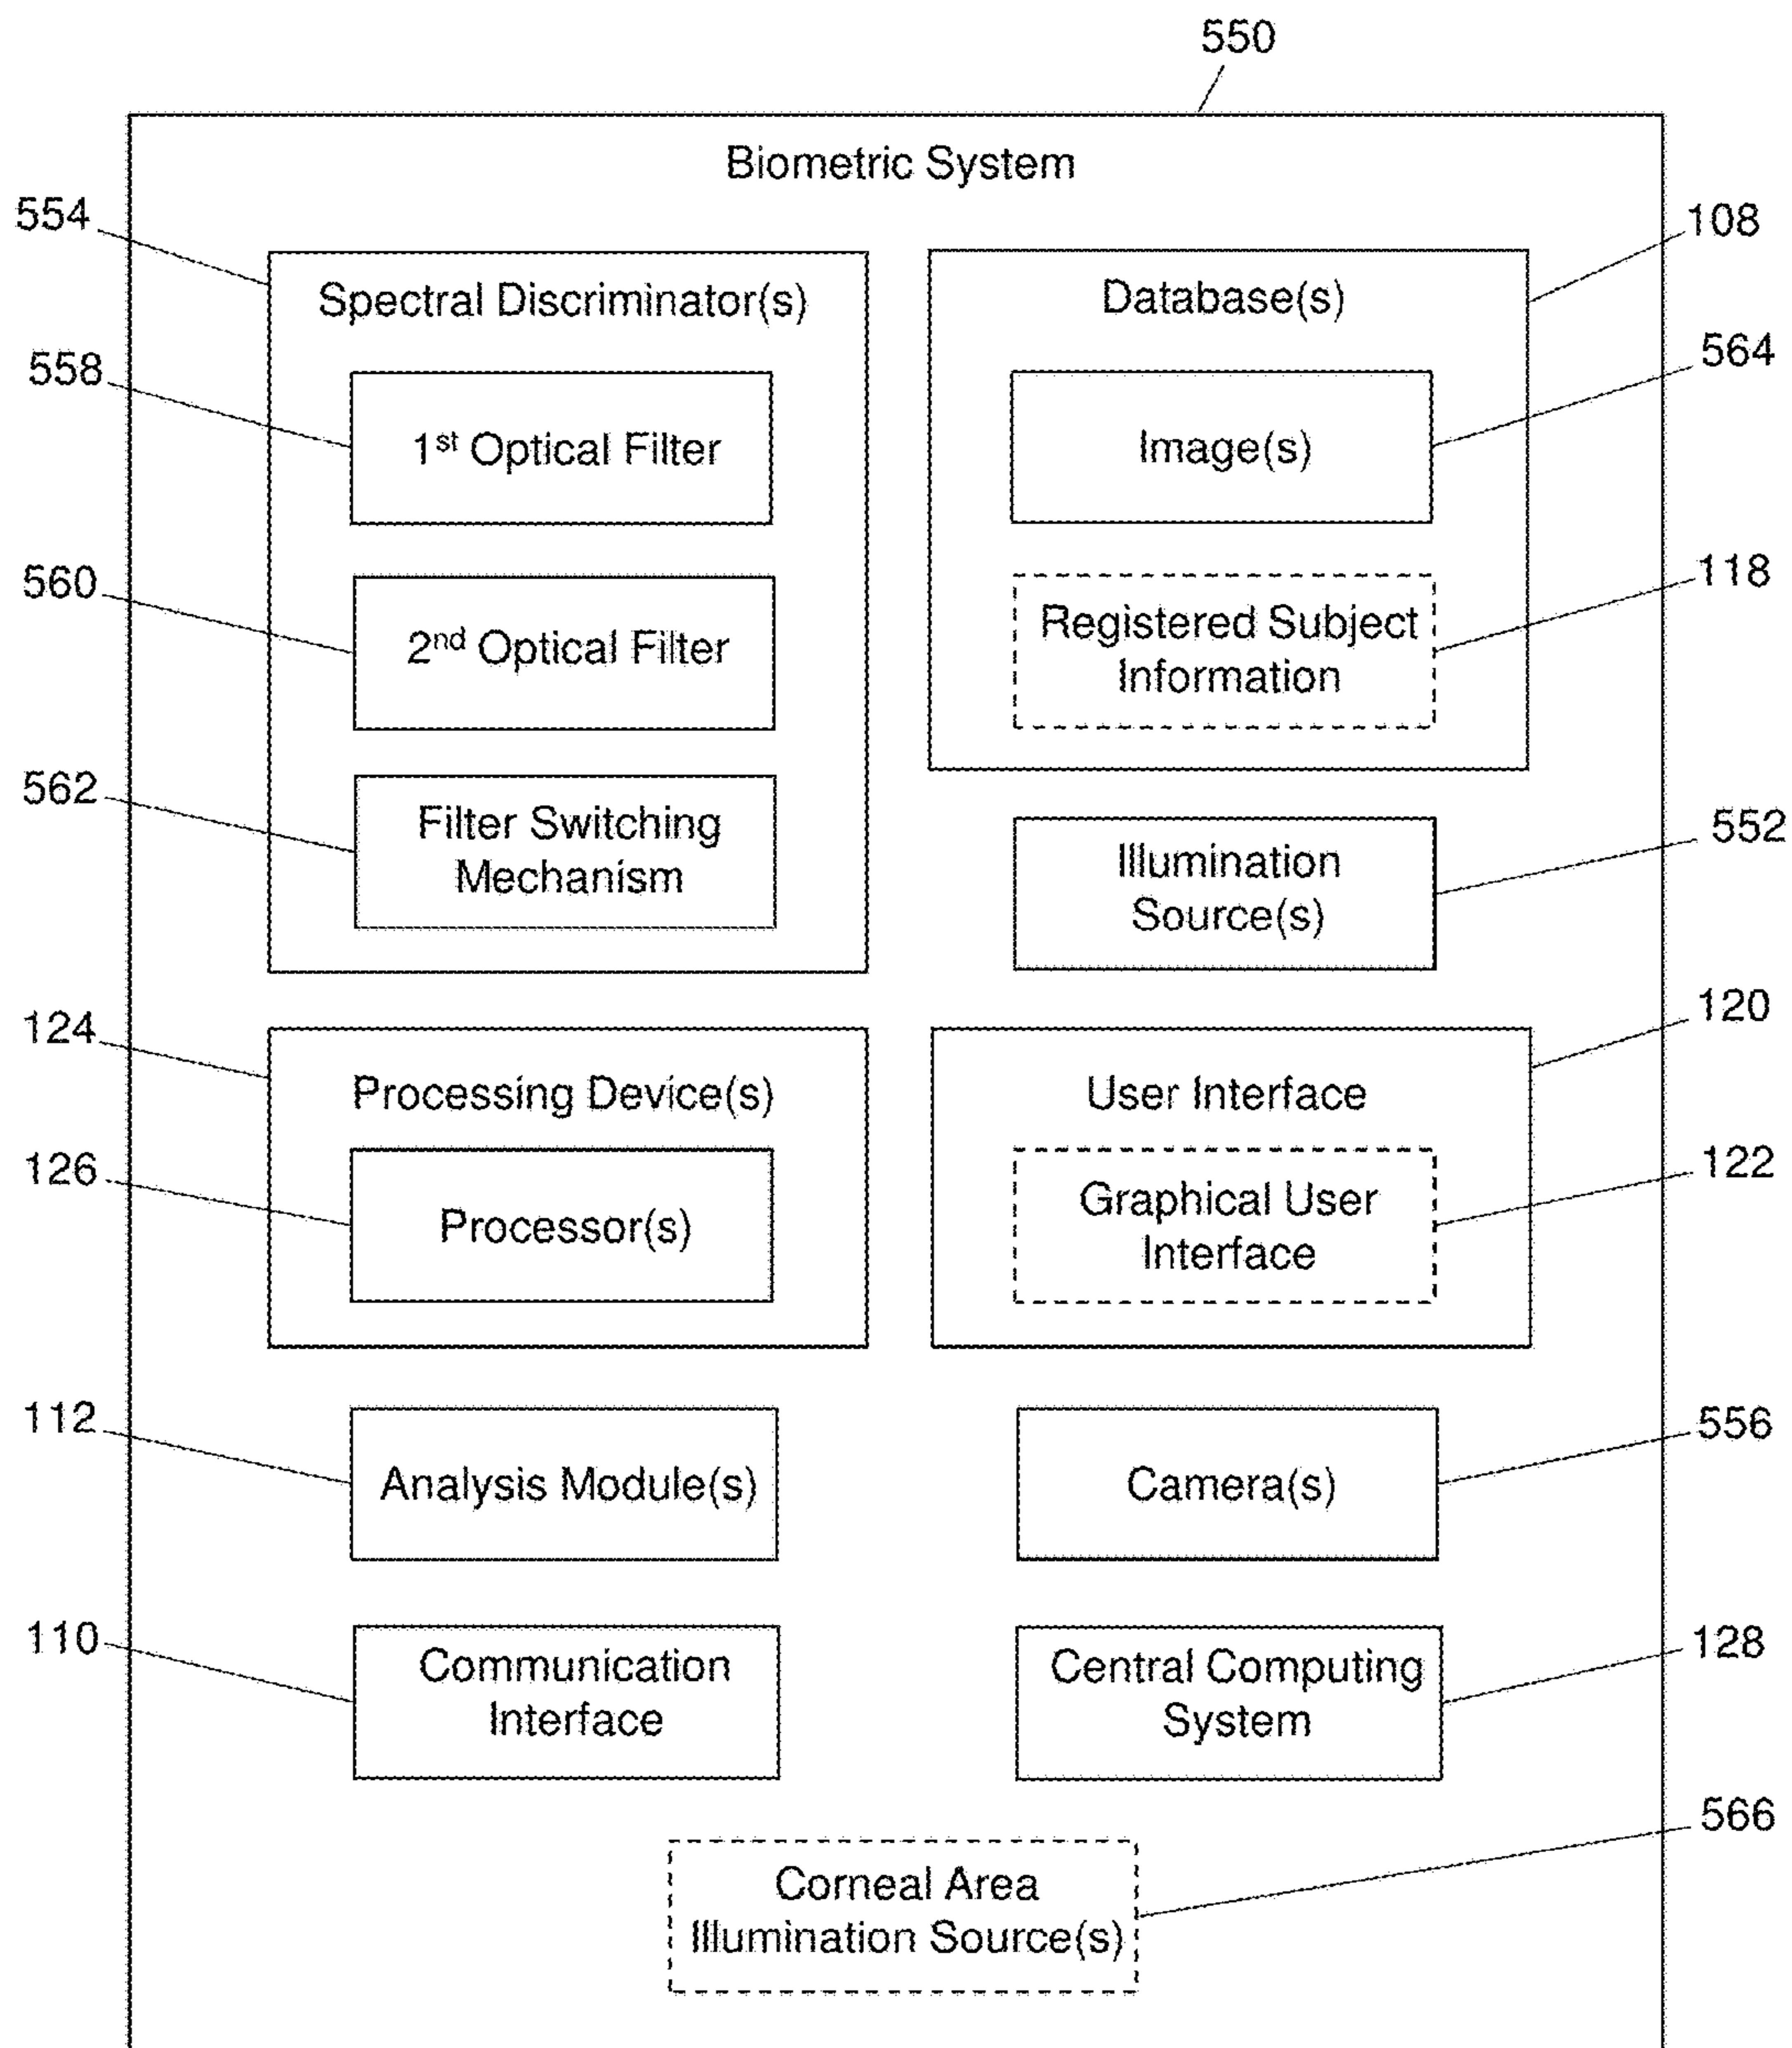 550
Biometric System
554
Spectral Discriminator(s)
558
1st Optical Filter
560
2nd Optical Filter
562
Filter Switching
Mechanism
108
Database(s)
564
Image(s)
118
Registered Subject
Information
552
Illumination
Source(s)
124
Processing Device(s)
126
Processor(s)
120
User Interface
122
Graphical User
Interface
112
Analysis Module(s)
556
Camera(s)
110
Communication
Interface
128
Central Computing
System
566
Corneal Area
Illumination Source(s)